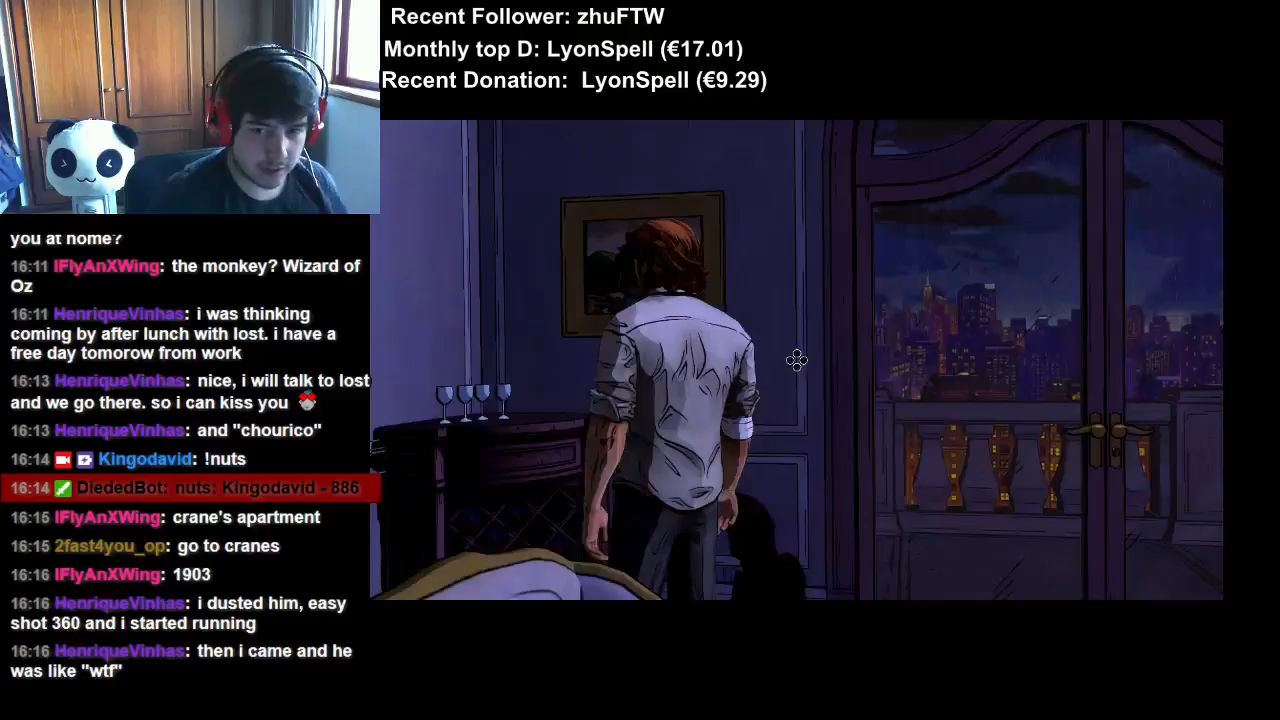 Recent Follower: zhuFTW
Monthly top D: LyonSpell (€17.01)
Recent Donation: LyonSpell (€9.29)
you at home?
16:11 IFlyAnXWing: the monkey? Wizard of
Oz
16:11 HenriqueVinhas: i was thinking
coming by after lunch with lost. i have a
free day tomorow from work
16:13 HenriqueVinhas: nice, i will talk to lost
and we go there. so i can kiss you
16:13 HenriqueVinhas: and "chourico"
16:14 Kingodavid: !nuts
16:14 DiededBot: nuts: Kingodavid - 886
16:15 IFlyAnXWing: crane's apartment
16:15 2fast4you_op: go to cranes
16:16 IFlyAnXWing: 1903
16:16 HenriqueVinhas: i dusted him, easy
shot 360 and i started running
16:16 HenriqueVinhas: then i came and he
was like "wtf"